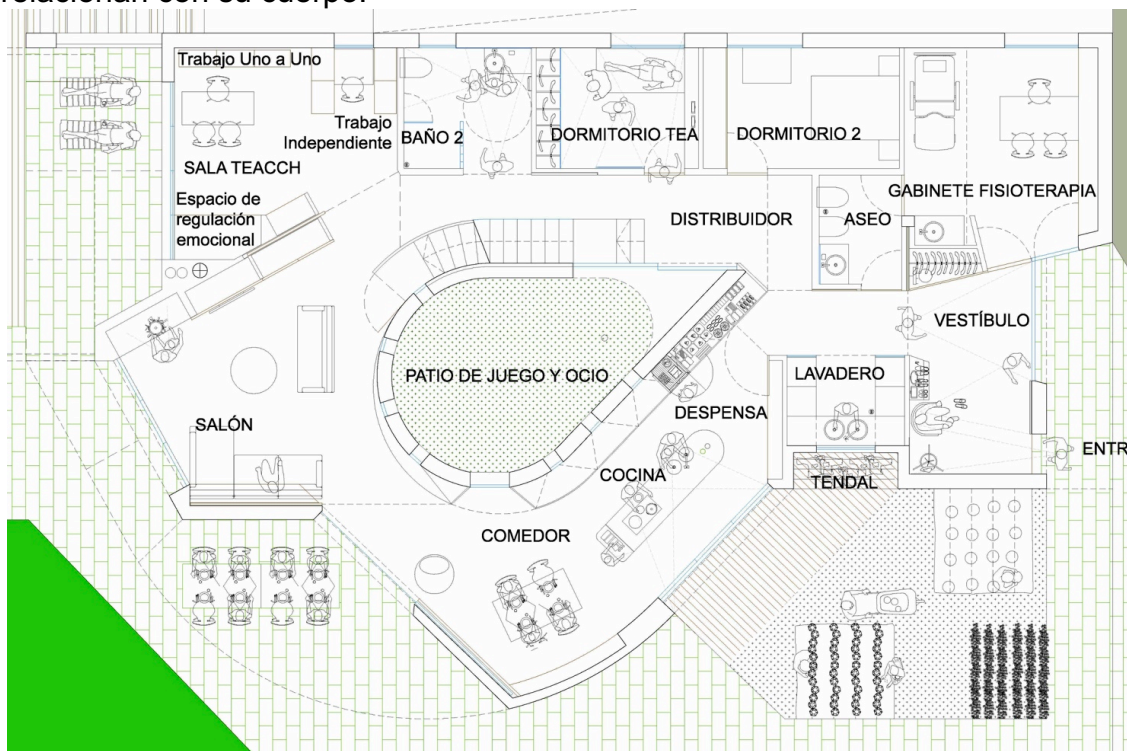 relacionan con su cuerpo.
Trabajo Uno a Uno
Trabajo
Independiente
SALA TEACCH
Espacio de
regulación
emocional
BAÑO 2
DORMITORIO TEA
DORMITORIO 2
GABINETE FISIOTERAPIA
DISTRIBUIDOR
ASEO
VESTÍBULO
PATIO DE JUEGO Y OCIO
LAVADERO
DESPENSA
SALÓN
COCINA
TENDAL
ENTR
COMEDOR